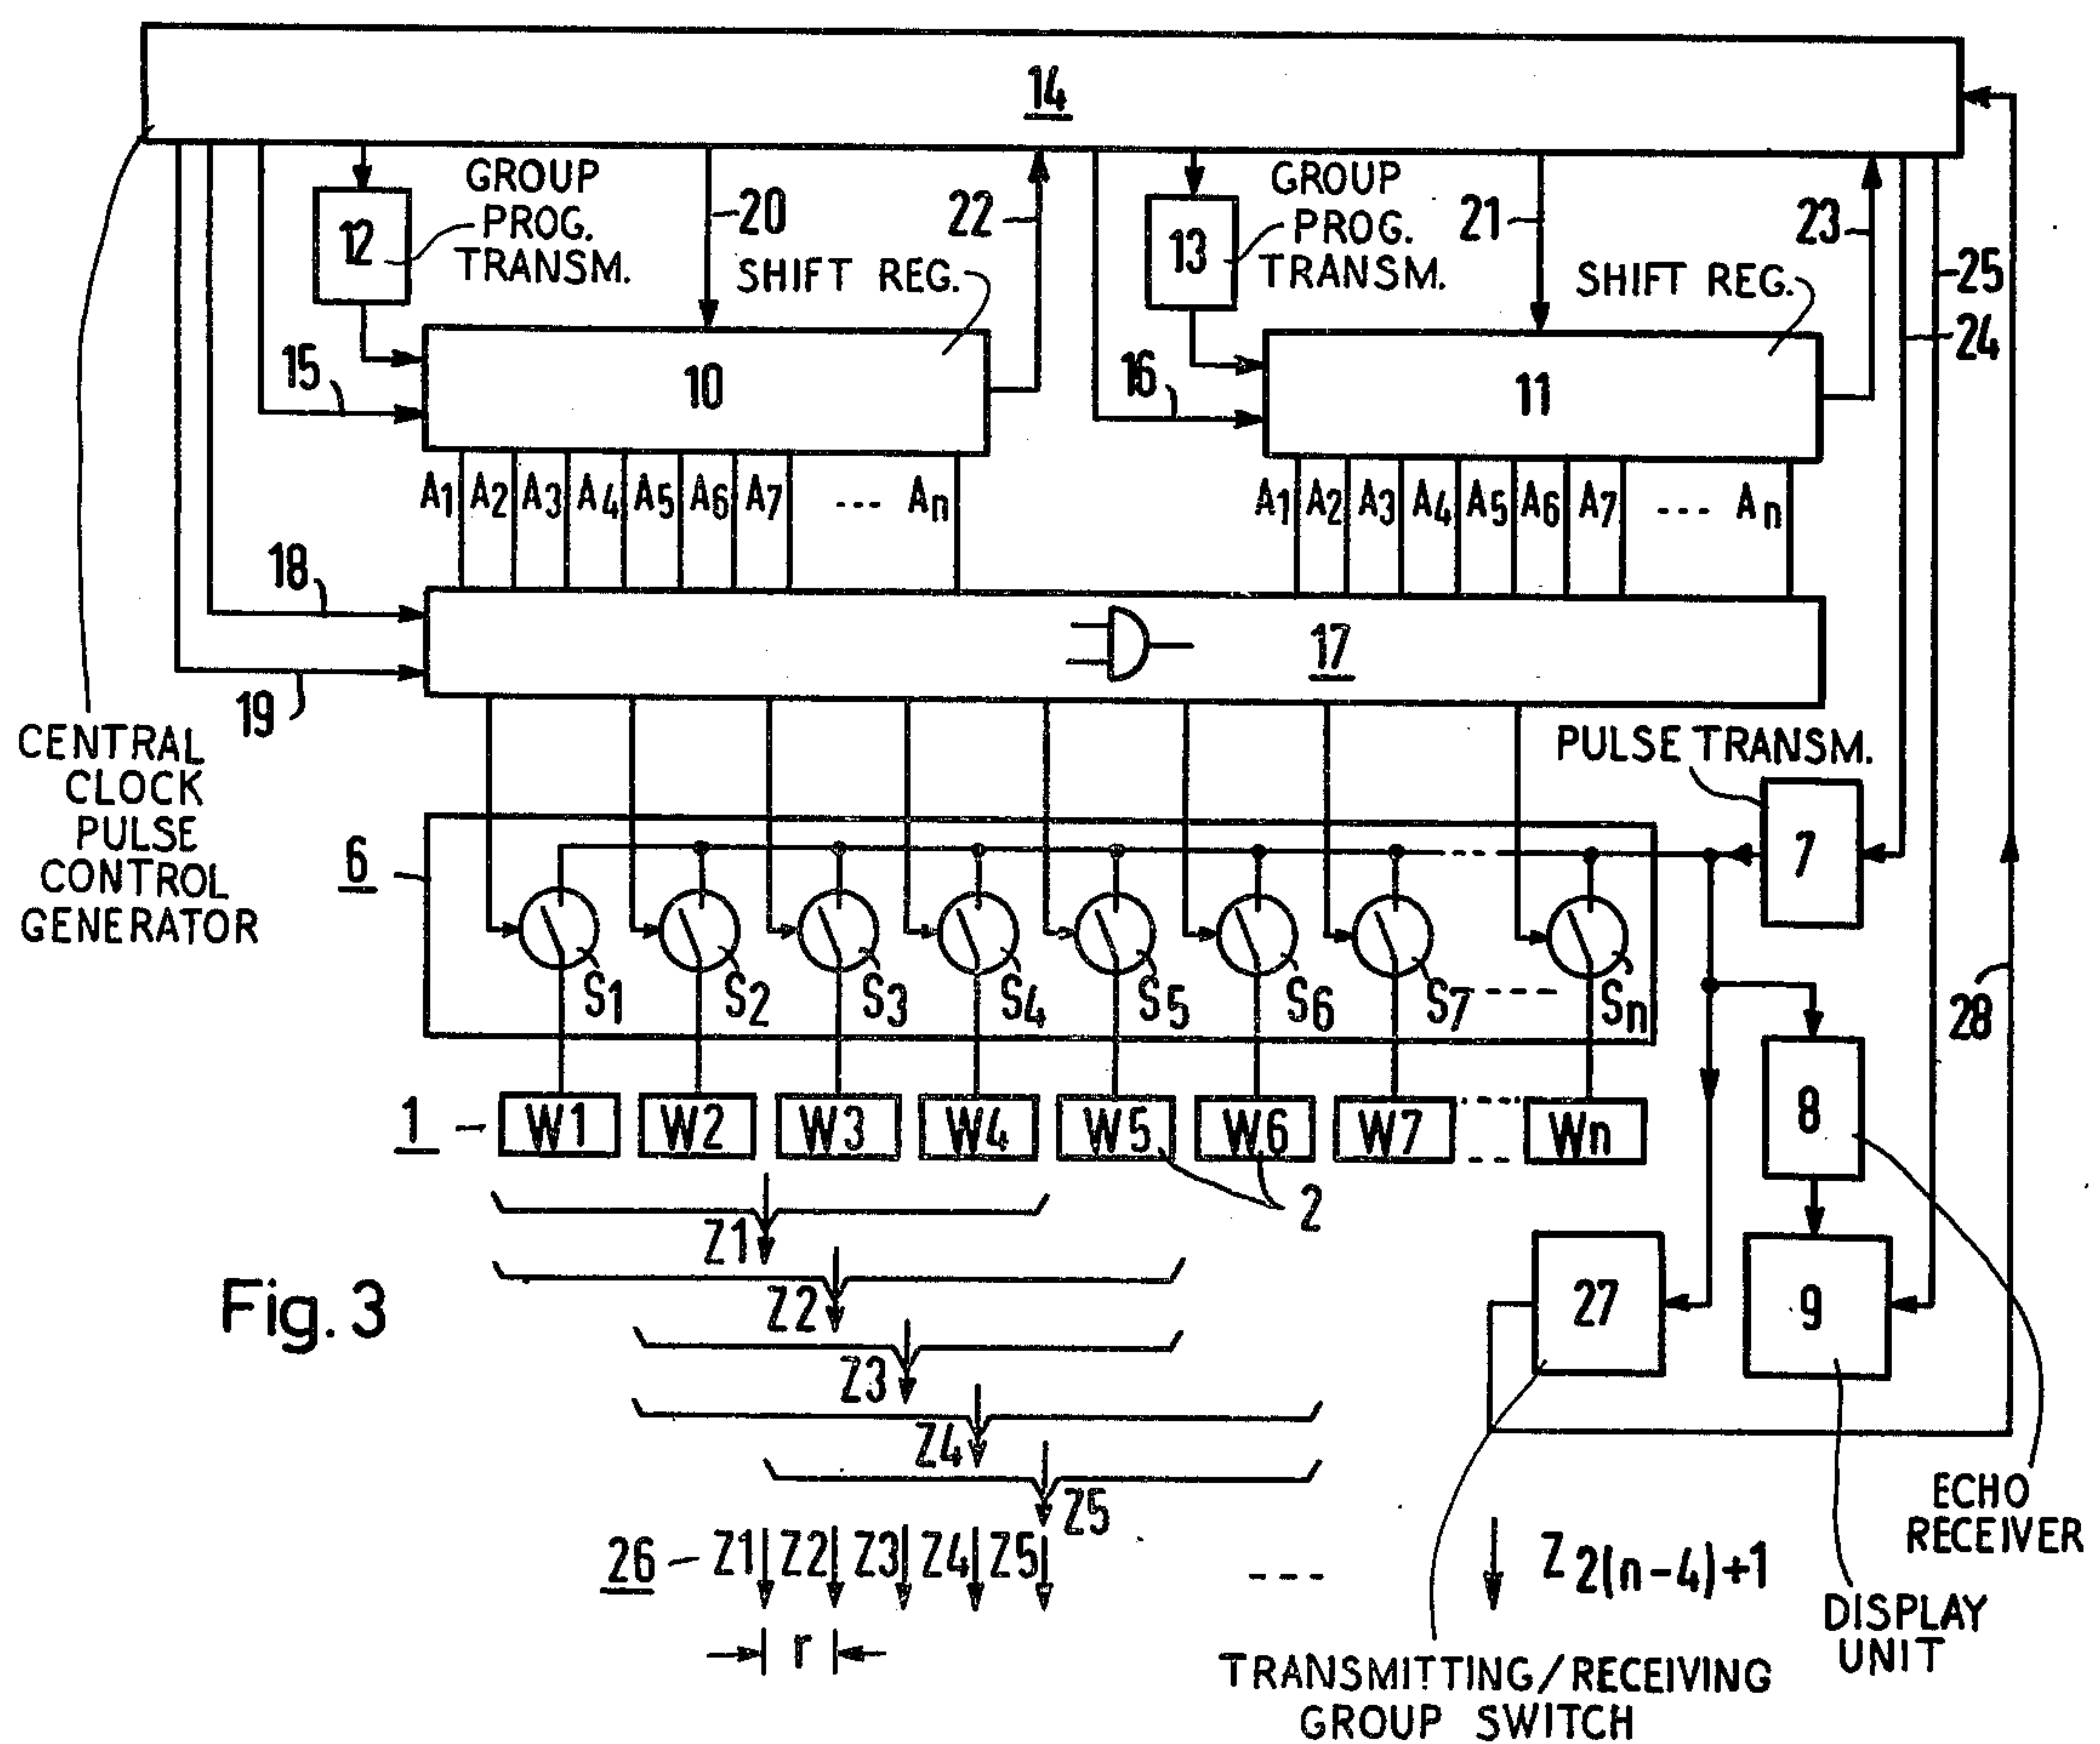 14
GROUP
PROG.
TRANSM.
12
20
SHIFT REG.
22
GROUP
PROG.
TRANSM.
13
21
SHIFT REG.
23
25
24
15
10
16
11
A1 A2 A3 A4 A5 A6 A7 --- An
A1 A2 A3 A4 A5 A6 A7 --- An
18
17
19
CENTRAL
CLOCK
PULSE
CONTROL
GENERATOR
PULSE TRANSM.
7
6
S1 S2 S3 S4 S5 S6 S7 ---- Sn
28
1
W1 W2 W3 W4 W5 W6 W7 Wn
8
2
Z1
Z2
Z3
Z4
Z5
Fig. 3
27
9
26
Z1 Z2 Z3 Z4 Z5 --- Z2(n-4)+1
r
ECHO
RECEIVER
DISPLAY
UNIT
TRANSMITTING/RECEIVING
GROUP SWITCH